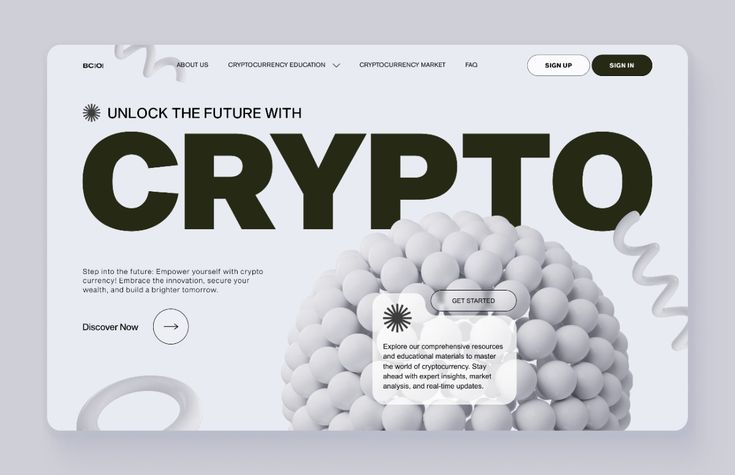 BC|O|
ABOUT US
CRYPTOCURRENCY EDUCATION
CRYPTOCURRENCY MARKET
FAQ
SIGN UP
SIGN IN
UNLOCK THE FUTURE WITH
CRYPTO
Step into the future: Empower yourself with crypto
currency! Embrace the innovation, secure your
wealth, and build a brighter tomorrow.
Discover Now
GET STARTED
Explore our comprehensive resources
and educational materials to master
the world of cryptocurrency. Stay
ahead with expert insights, market
analysis, and real-time updates.